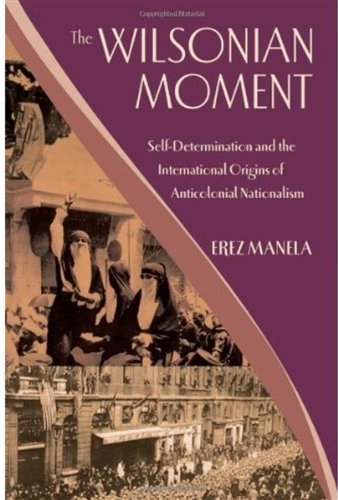 The
WILSONIAN
MOMENT
Self-Determination and the
International Origins of
Anticolonial Nationalism
EREZ MANELA